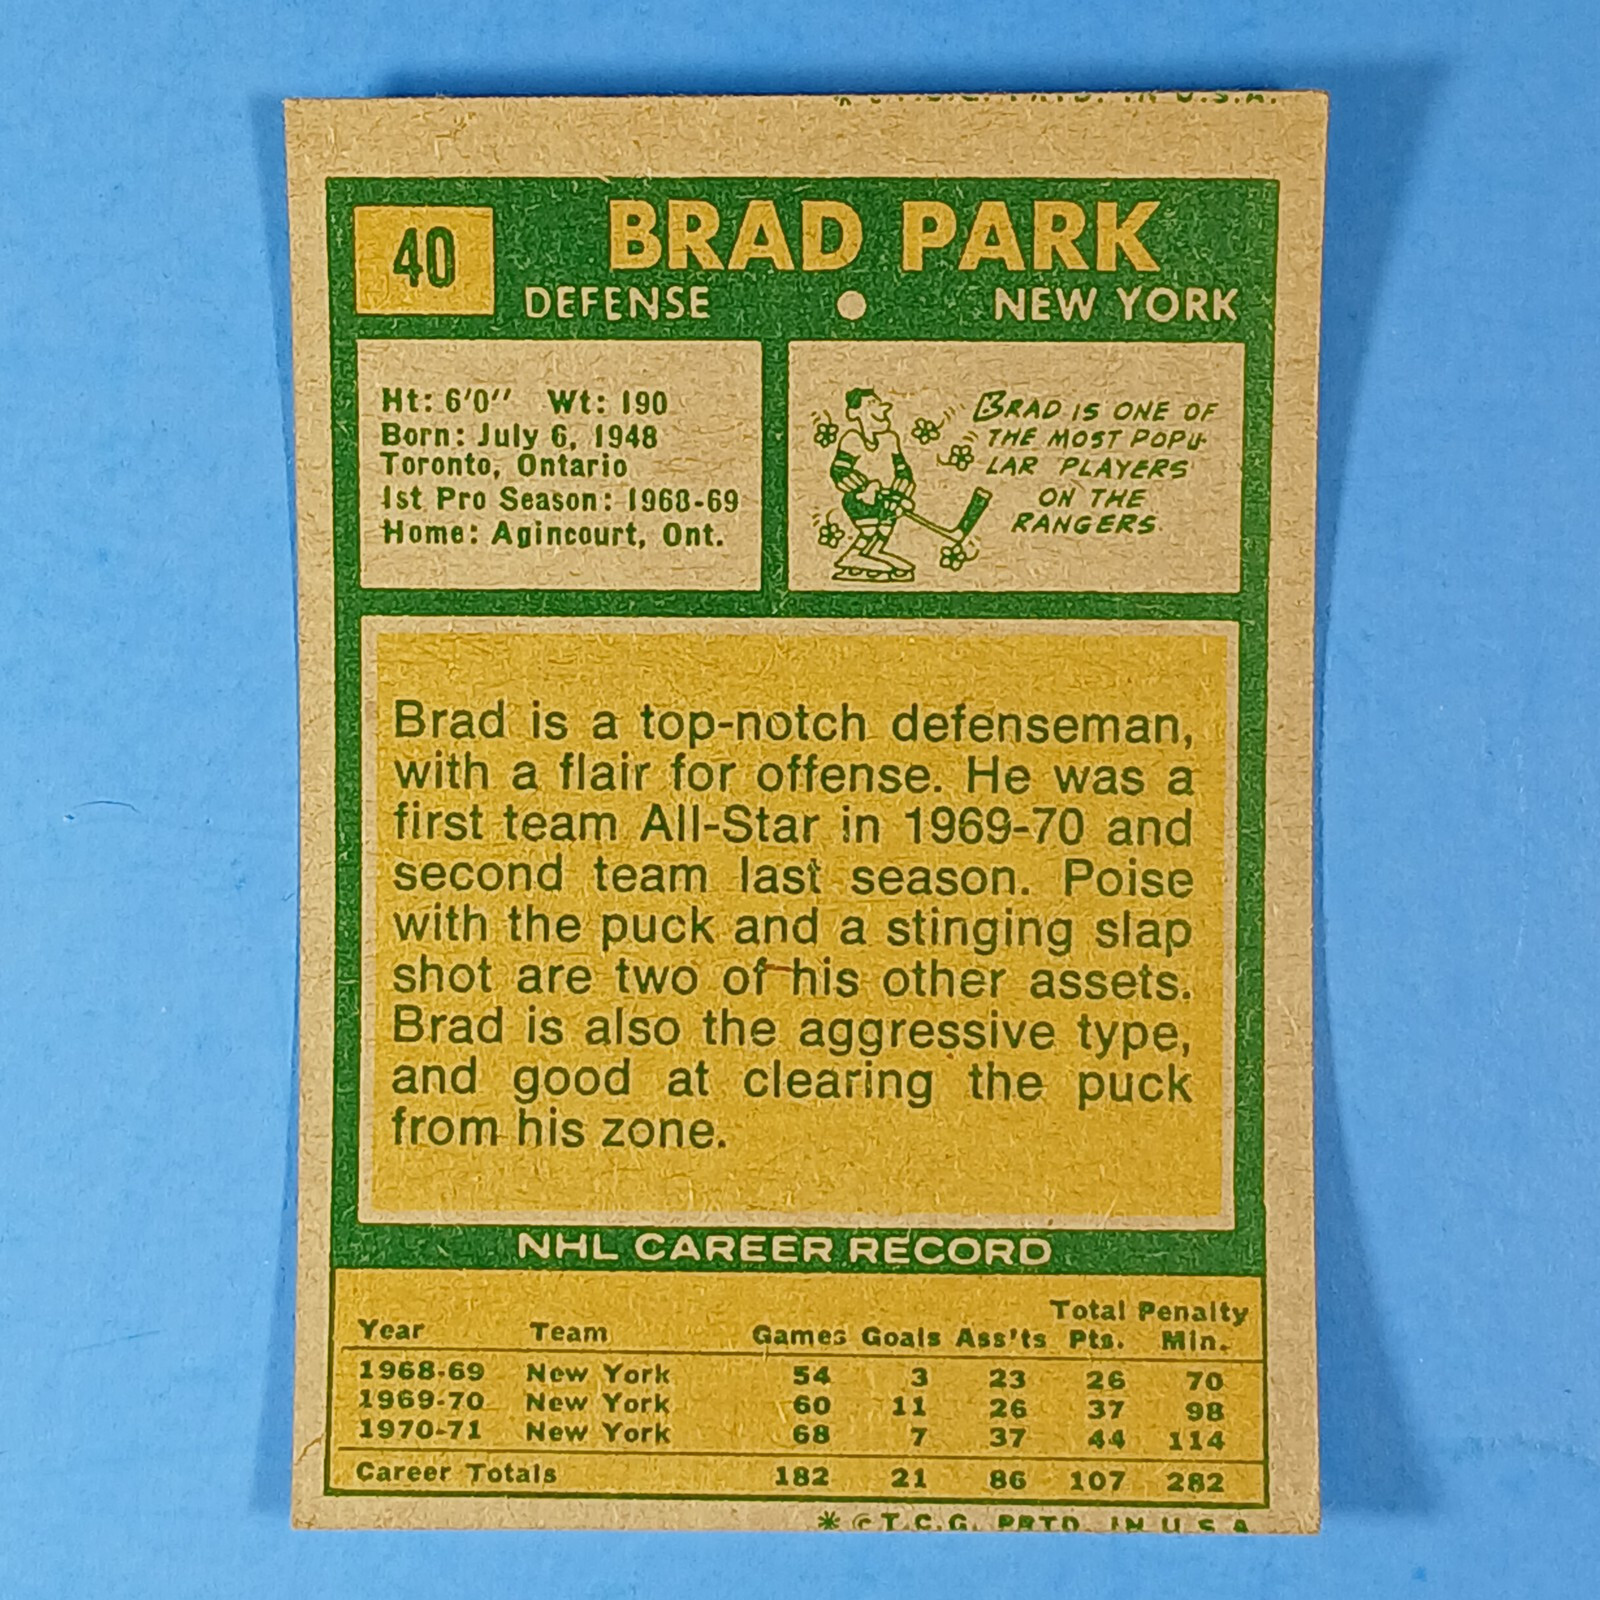 U.S.A.
40
BRAD PARK
DEFENSE • NEW YORK
Ht: 6'0" Wt: 190
Born: July 6, 1948
Toronto, Ontario
1st Pro Season: 1968-69
Home: Agincourt, Ont.
BRAD IS ONE OF
THE MOST POPU-
LAR PLAYERS
ON THE
RANGERS.
Brad is a top-notch defenseman,
with a flair for offense. He was a
first team All-Star in 1969-70 and
second team last season. Poise
with the puck and a stinging slap
shot are two of his other assets.
Brad is also the aggressive type,
and good at clearing the puck
from his zone.
NHL CAREER RECORD
Year Team Games Goals Ass'ts Total Pts. Penalty Min.
1968-69 New York 54 3 23 26 70
1969-70 New York 60 11 26 37 98
1970-71 New York 68 7 37 44 114
Career Totals 182 21 86 107 282
* © T.C.G. PRTD. IN U.S.A.